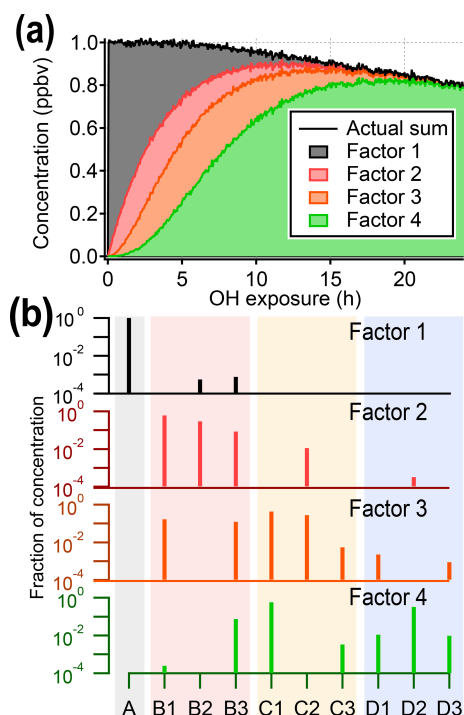 (a)
Concentration (ppbv)
1.0
0.8
0.6
0.4
0.2
0.0
Actual sum
Factor 1
Factor 2
Factor 3
Factor 4
0 5 10 15 20
OH exposure (h)
(b)
Fraction of concentration
10^0
10^-2
10^-4
Factor 1
10^0
10^-2
10^-4
Factor 2
10^0
10^-2
10^-4
Factor 3
10^0
10^-2
10^-4
Factor 4
A B1 B2 B3 C1 C2 C3 D1 D2 D3